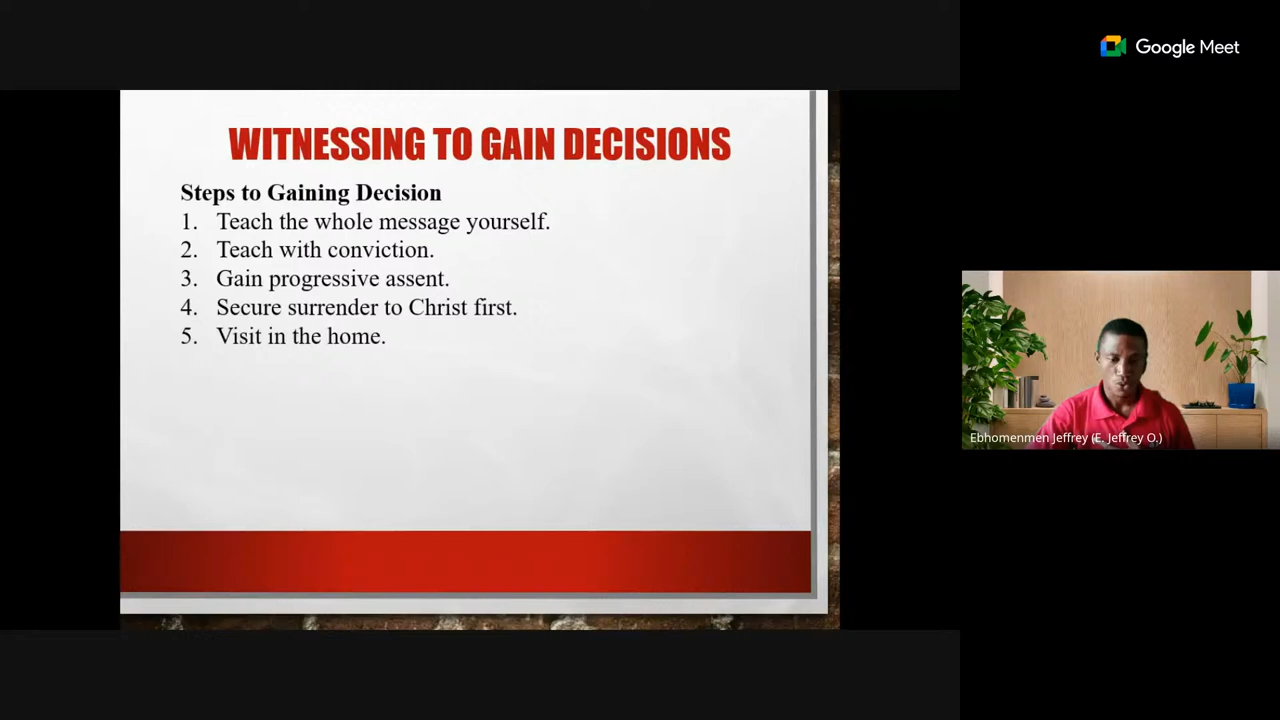 Google Meet
WITNESSING TO GAIN DECISIONS
Steps to Gaining Decision
1. Teach the whole message yourself.
2. Teach with conviction.
3. Gain progressive assent.
4. Secure surrender to Christ first.
5. Visit in the home.
Ebhomenmen Jeffrey (E. Jeffrey O.)